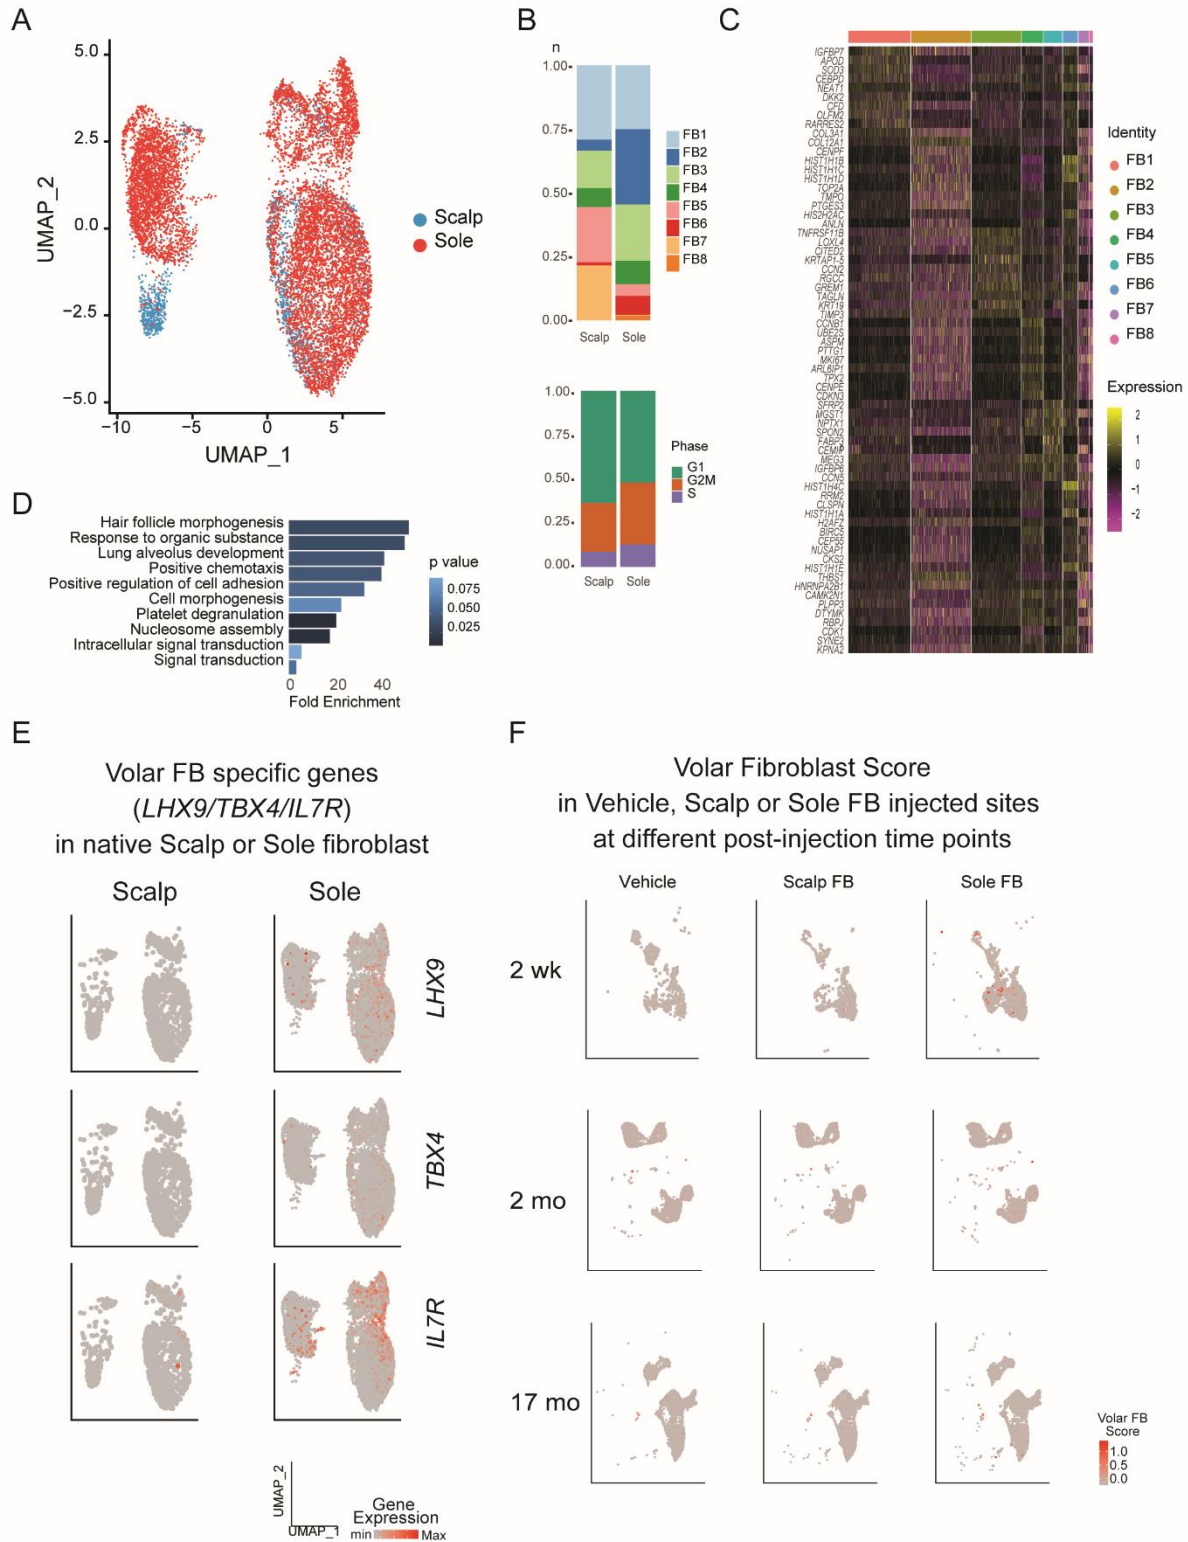 A
UMAP_2
5.0
2.5
0.0
−2.5
−5.0
−10
−5
0
5
UMAP_1
Scalp
Sole
B
n
1.00
0.75
0.50
0.25
0.00
Scalp
Sole
FB1
FB2
FB3
FB4
FB5
FB6
FB7
FB8
1.00
0.75
0.50
0.25
0.00
Scalp
Sole
Phase
G1
G2M
S
C
IGFBP7
APOD
SOD3
CEBPD
NEAT1
DKK2
CFD
OLFM2
RARRES2
COL3A1
COL12A1
CENPF
HIST1H1B
HIST1H1C
HIST1H1D
TOP2A
TMPO
PTGES3
HIS2H2AC
ANLN
TNFRSF11B
LOXL4
CITED2
KRTAP1-5
CCN2
RGCC
GREM1
TAGLN
KRT19
TIMP3
CCNB1
UBE2S
ASPM
PTTG1
MKI67
ARL6IP1
TPX2
CENPE
CDKN3
SFRP2
MGST1
NPTX1
SPON2
FABP3
CEMIP
MEG3
IGFBP6
CCN5
HIST1H4C
RRM2
CLSPN
HIST1H1A
H2AFZ
BIRC5
CEP55
NUSAP1
CKS2
HIST1H1E
THBS1
HNRNPA2B1
CAMK2N1
PLPP3
DTYMK
RBPJ
CDK1
SYNE2
KPNA2
Identity
FB1
FB2
FB3
FB4
FB5
FB6
FB7
FB8
Expression
2
1
0
−1
−2
D
Hair follicle morphogenesis
Response to organic substance
Lung alveolus development
Positive chemotaxis
Positive regulation of cell adhesion
Cell morphogenesis
Platelet degranulation
Nucleosome assembly
Intracellular signal transduction
Signal transduction
0
20
40
Fold Enrichment
p value
0.075
0.050
0.025
E
Volar FB specific genes
(LHX9/TBX4/IL7R)
in native Scalp or Sole fibroblast
Scalp
Sole
LHX9
TBX4
IL7R
UMAP_2
UMAP_1
Gene
Expression
min
Max
F
Volar Fibroblast Score
in Vehicle, Scalp or Sole FB injected sites
at different post-injection time points
Vehicle
Scalp FB
Sole FB
2 wk
2 mo
17 mo
Volar FB
Score
1.0
0.5
0.0